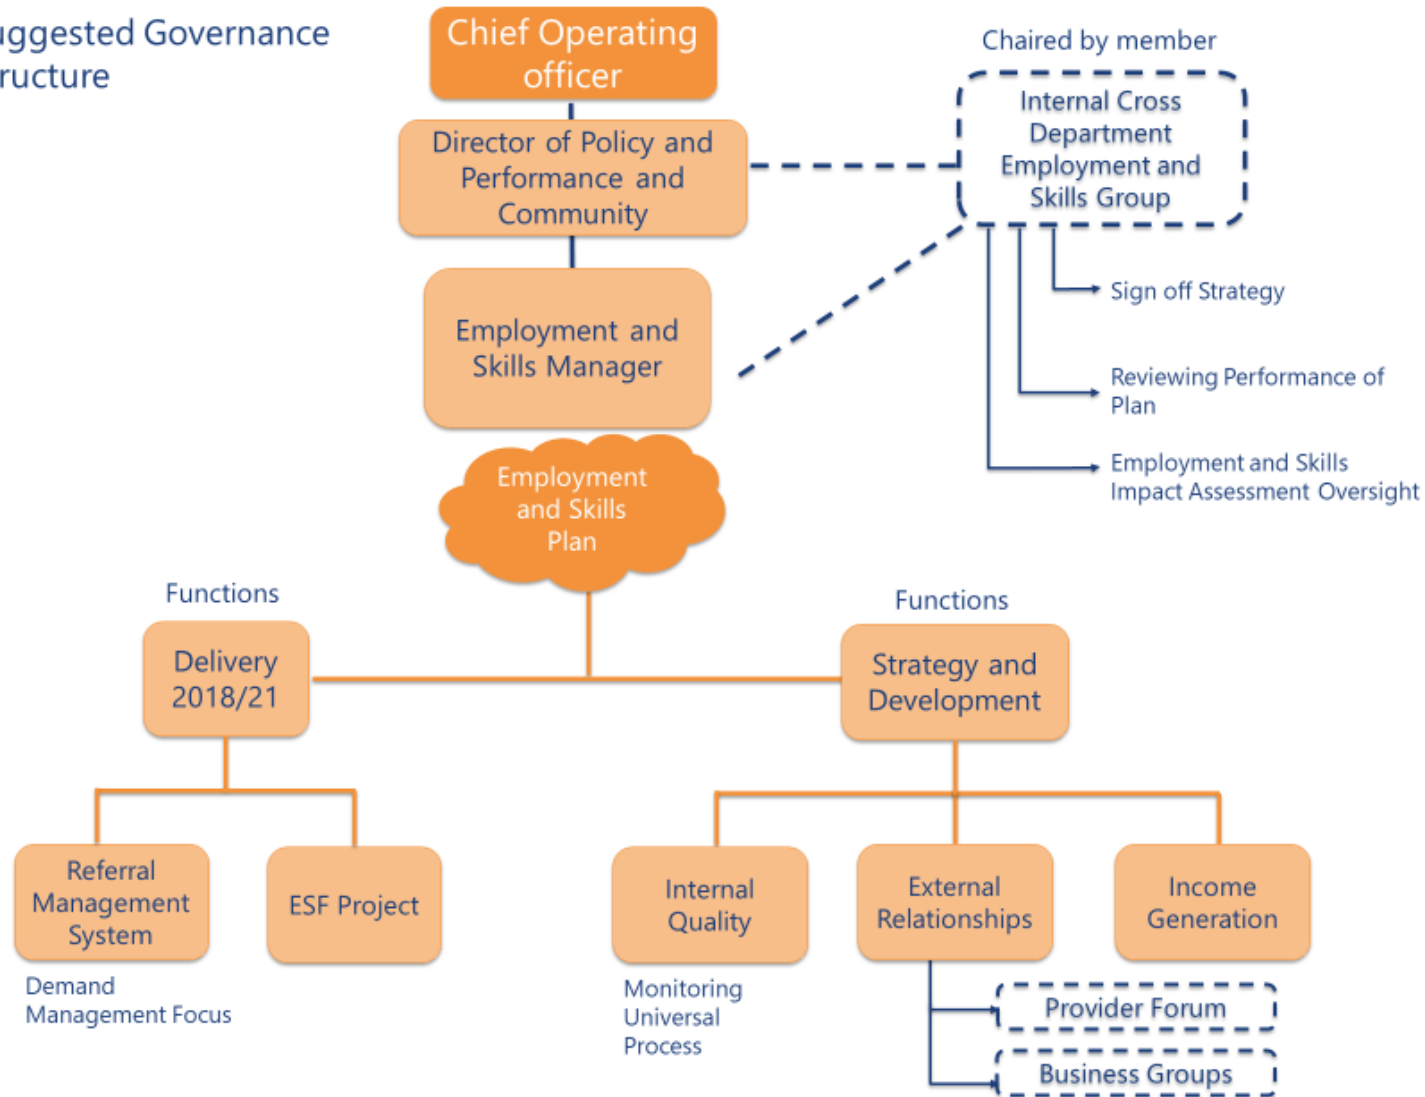 uggested Governance
ructure
Chief Operating
officer
Chaired by member
Internal Cross
Department
Employment and
Skills Group
Director of Policy and
Performance and
Community
Employment and
Skills Manager
Sign off Strategy
Reviewing Performance of
Plan
Employment and Skills
Impact Assessment Oversight
Employment
and Skills
Plan
Functions
Functions
Delivery
2018/21
Strategy and
Development
Referral
Management
System
ESF Project
Internal
Quality
External
Relationships
Income
Generation
Demand
Management Focus
Monitoring
Universal
Process
Provider Forum
Business Groups